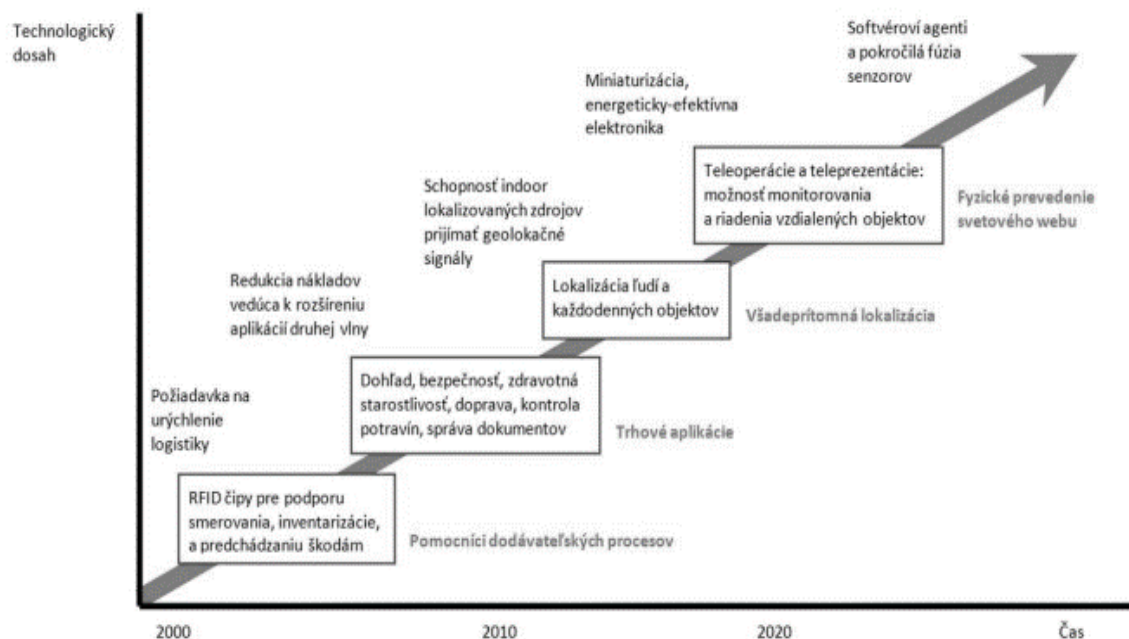 Technologický
dosah
Softvéroví agenti
a pokročilá fúzia
senzorov
Miniaturizácia,
energeticky-efektívna
elektronika
Teleoperácie a teleprezentácie:
možnosť monitorovania
a riadenia vzdialených objektov
Fyzické prevedenie
svetového webu
Schopnosť indoor
lokalizovaných zdrojov
prijímať geolokačné
signály
Lokalizácia ľudí a
každodenných objektov
Všadeprítomná lokalizácia
Redukcia nákladov
vedúca k rozšíreniu
aplikácií druhej vlny
Dohľad, bezpečnosť, zdravotná
starostlivosť, doprava, kontrola
potravín, správa dokumentov
Trhové aplikácie
Požiadavka na
urýchlenie
logistiky
RFID čipy pre podporu
smerovania, inventarizácie,
a predchádzaniu škodám
Pomocníci dodávateľských procesov
2000
2010
2020
Čas